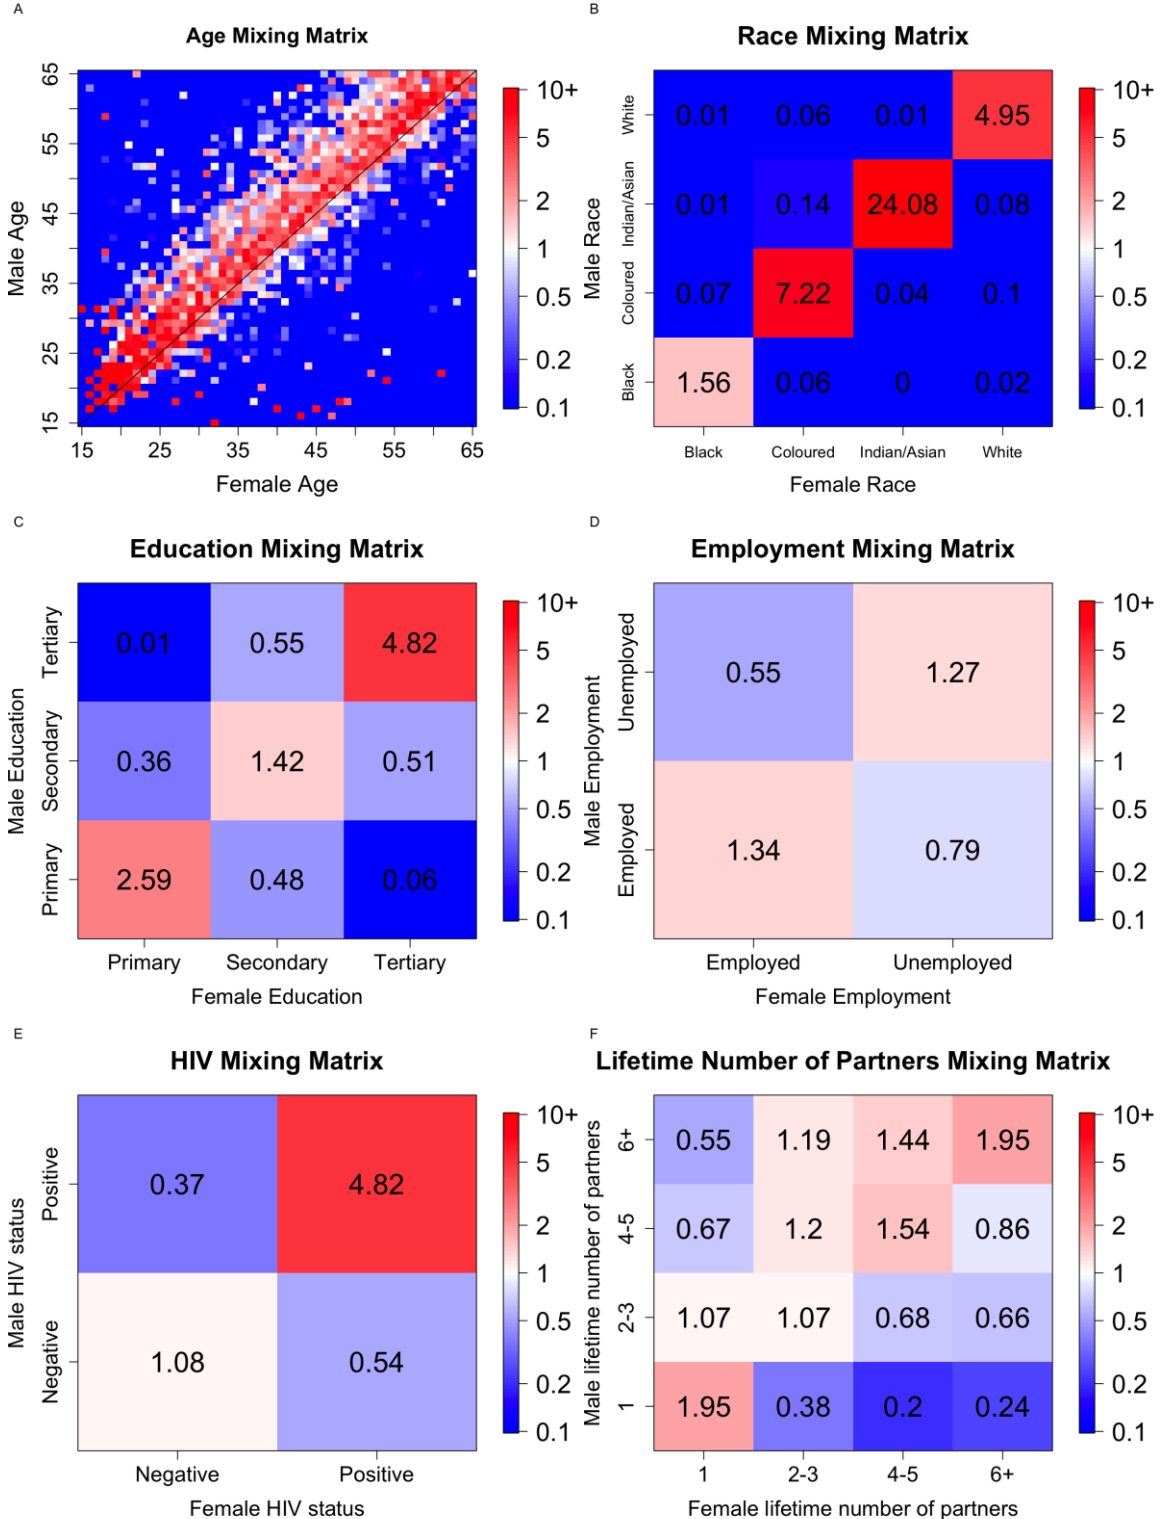 A
Age Mixing Matrix
65
55
45
35
25
15
Male Age
15 25 35 45 55 65
Female Age
10+
5
2
1
0.5
0.2
0.1
B
Race Mixing Matrix
White
Indian/Asian
Coloured
Black
Male Race
0.01 0.06 0.01 4.95
0.01 0.14 24.08 0.08
0.07 7.22 0.04 0.1
1.56 0.06 0 0.02
Black Coloured Indian/Asian White
Female Race
10+
5
2
1
0.5
0.2
0.1
C
Education Mixing Matrix
Tertiary
Secondary
Primary
Male Education
0.01 0.55 4.82
0.36 1.42 0.51
2.59 0.48 0.06
Primary Secondary Tertiary
Female Education
10+
5
2
1
0.5
0.2
0.1
D
Employment Mixing Matrix
Unemployed
Employed
Male Employment
0.55 1.27
1.34 0.79
Employed Unemployed
Female Employment
10+
5
2
1
0.5
0.2
0.1
E
HIV Mixing Matrix
Positive
Negative
Male HIV status
0.37 4.82
1.08 0.54
Negative Positive
Female HIV status
10+
5
2
1
0.5
0.2
0.1
F
Lifetime Number of Partners Mixing Matrix
6+
4-5
2-3
1
Male lifetime number of partners
0.55 1.19 1.44 1.95
0.67 1.2 1.54 0.86
1.07 1.07 0.68 0.66
1.95 0.38 0.2 0.24
1 2-3 4-5 6+
Female lifetime number of partners
10+
5
2
1
0.5
0.2
0.1